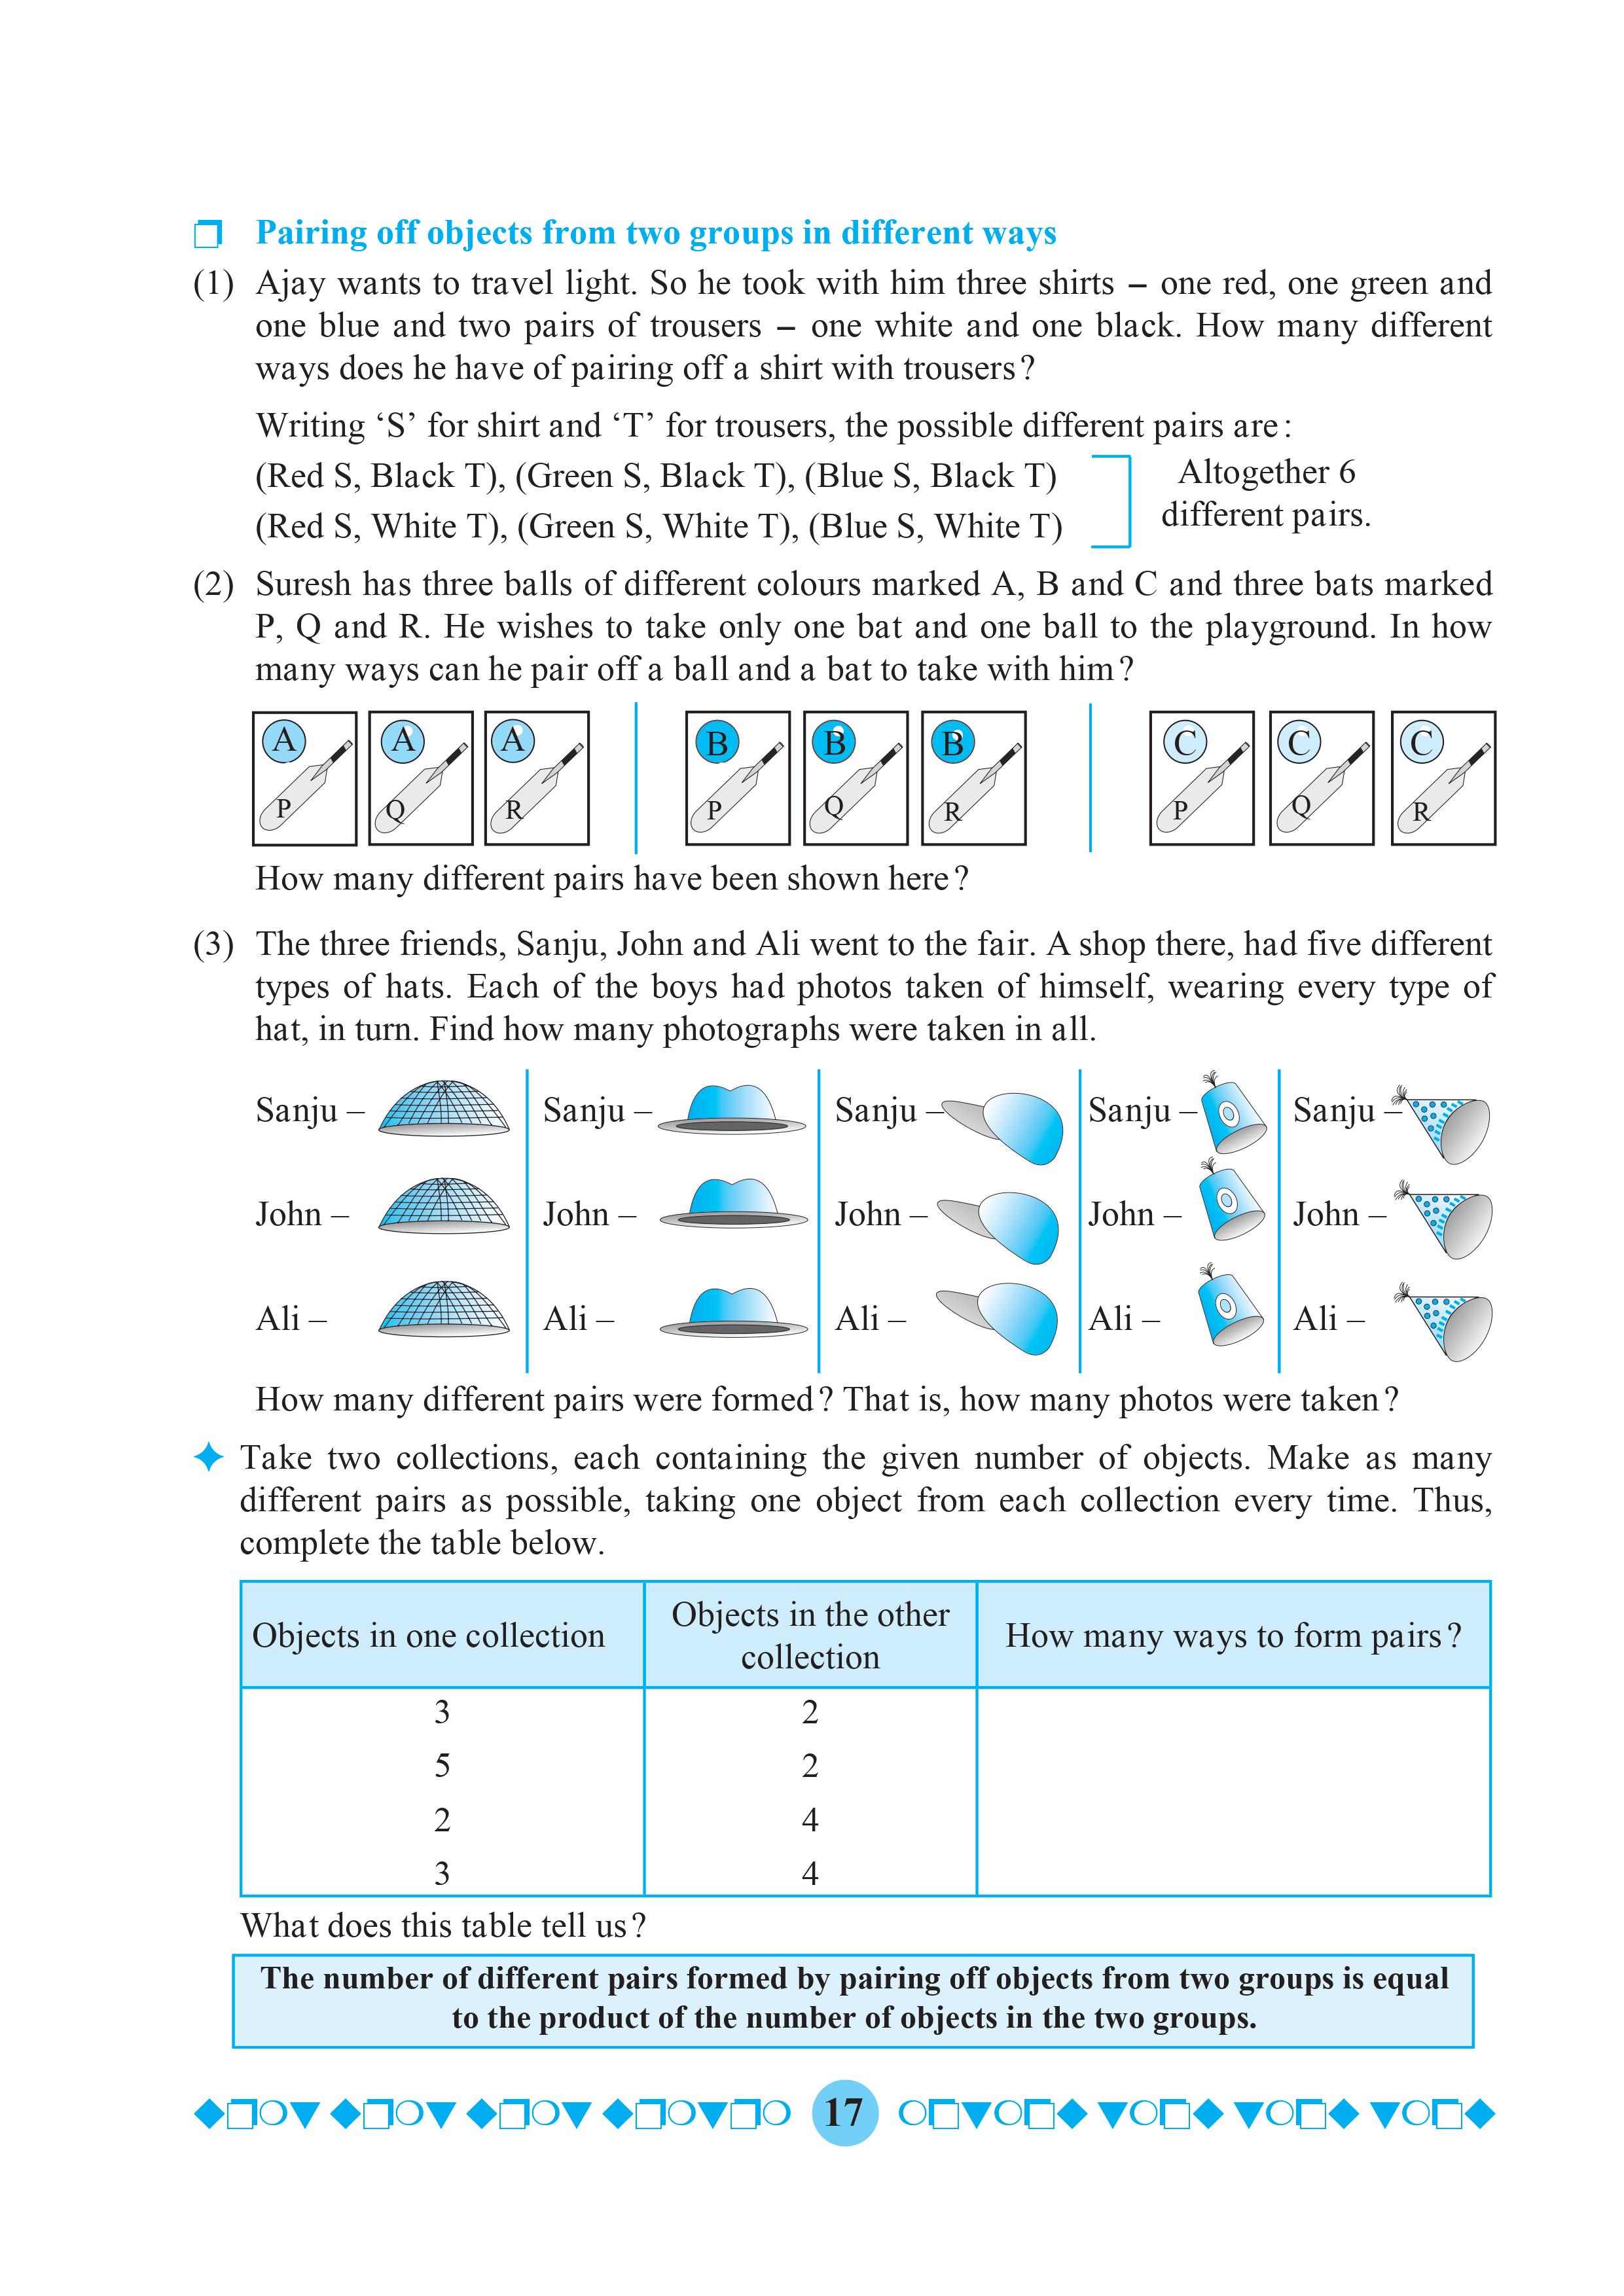 Pairing off objects from two groups in different ways
(1) Ajay wants to travel light. So he took with him three shirts – one red, one green and
one blue and two pairs of trousers – one white and one black. How many different
ways does he have of pairing off a shirt with trousers?
Writing ‘S’ for shirt and ‘T’ for trousers, the possible different pairs are:
(Red S, Black T), (Green S, Black T), (Blue S, Black T)
(Red S, White T), (Green S, White T), (Blue S, White T)
Altogether 6
different pairs.
(2) Suresh has three balls of different colours marked A, B and C and three bats marked
P, Q and R. He wishes to take only one bat and one ball to the playground. In how
many ways can he pair off a ball and a bat to take with him?
A A A B B B C C C
P Q R P Q R P Q R
How many different pairs have been shown here?
(3) The three friends, Sanju, John and Ali went to the fair. A shop there, had five different
types of hats. Each of the boys had photos taken of himself, wearing every type of
hat, in turn. Find how many photographs were taken in all.
Sanju – Sanju – Sanju – Sanju – Sanju –
John – John – John – John – John –
Ali – Ali – Ali – Ali – Ali –
How many different pairs were formed? That is, how many photos were taken?
Take two collections, each containing the given number of objects. Make as many
different pairs as possible, taking one object from each collection every time. Thus,
complete the table below.
Objects in one collection
Objects in the other
collection
How many ways to form pairs?
3 2
5 2
2 4
3 4
What does this table tell us?
The number of different pairs formed by pairing off objects from two groups is equal
to the product of the number of objects in the two groups.
17